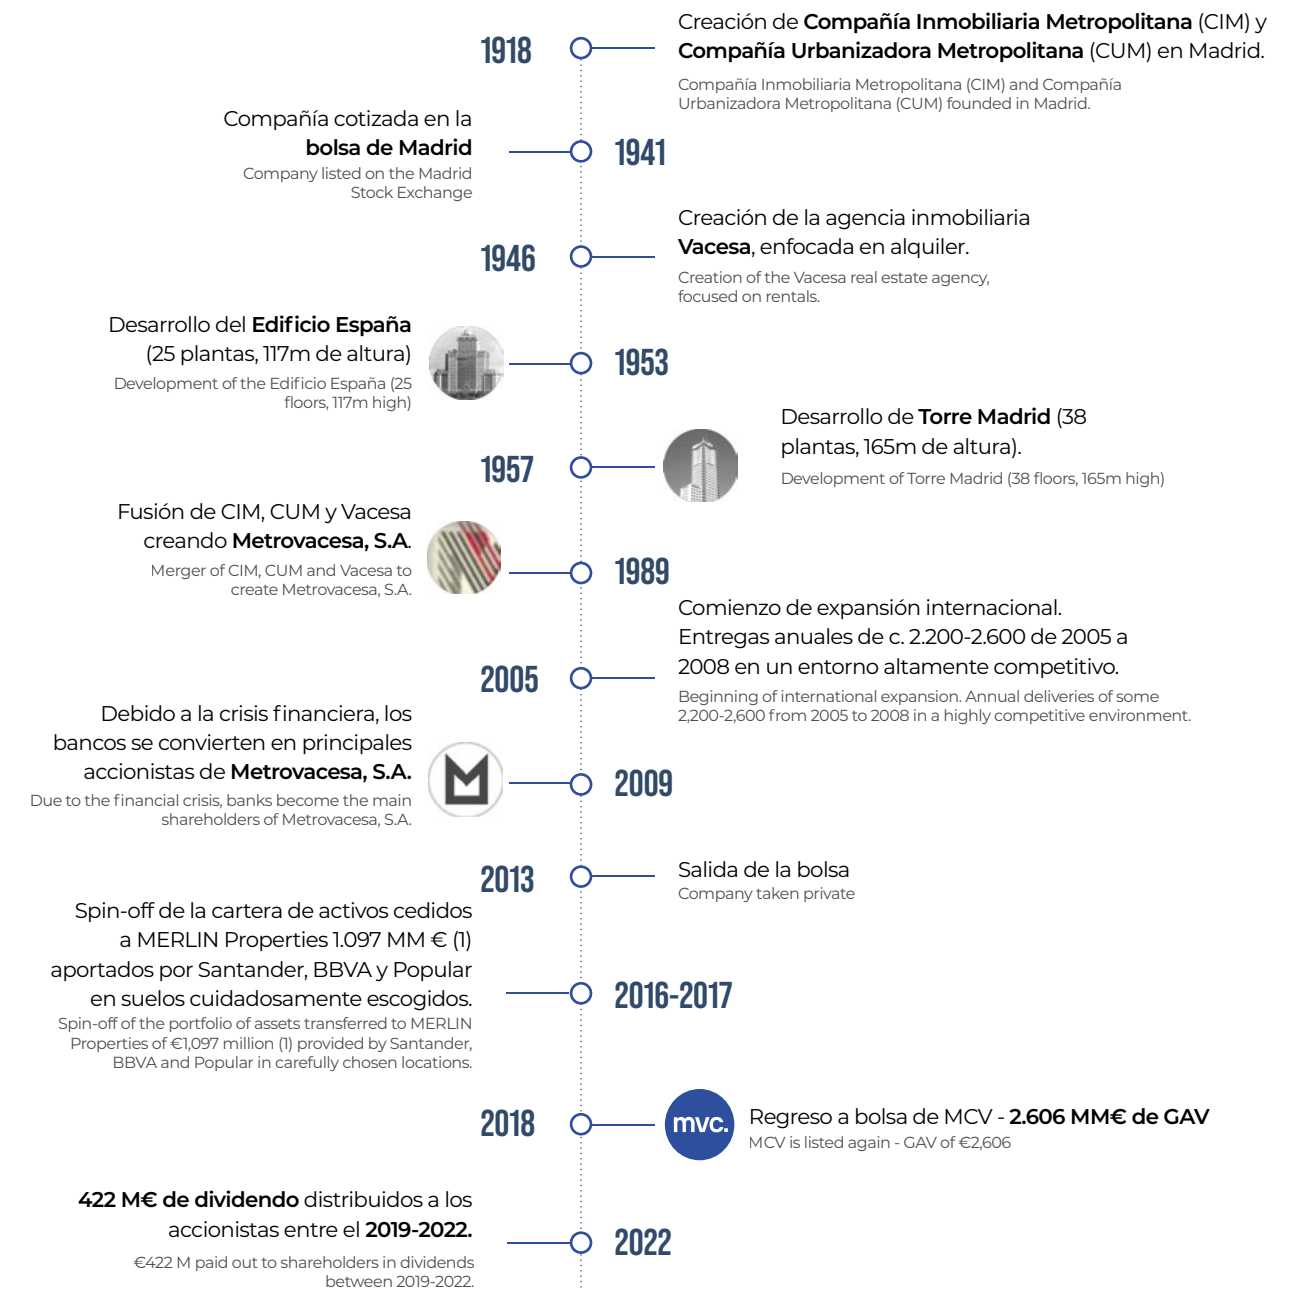 1918
Creación de Compañía Inmobiliaria Metropolitana (CIM) y
Compañía Urbanizadora Metropolitana (CUM) en Madrid.
Compañía Inmobiliaria Metropolitana (CIM) and Compañía
Urbanizadora Metropolitana (CUM) founded in Madrid.
Compañía cotizada en la
bolsa de Madrid
Company listed on the Madrid
Stock Exchange
1941
1946
Creación de la agencia inmobiliaria
Vacesa, enfocada en alquiler.
Creation of the Vacesa real estate agency,
focused on rentals.
Desarrollo del Edificio España
(25 plantas, 117m de altura)
Development of the Edificio España (25
floors, 117m high)
1953
1957
Desarrollo de Torre Madrid (38
plantas, 165m de altura).
Development of Torre Madrid (38 floors, 165m high)
Fusión de CIM, CUM y Vacesa
creando Metrovacesa, S.A.
Merger of CIM, CUM and Vacesa to
create Metrovacesa, S.A.
1989
2005
Comienzo de expansión internacional.
Entregas anuales de c. 2.200-2.600 de 2005 a
2008 en un entorno altamente competitivo.
Beginning of international expansion. Annual deliveries of some
2,200-2,600 from 2005 to 2008 in a highly competitive environment.
Debido a la crisis financiera, los
bancos se convierten en principales
accionistas de Metrovacesa, S.A.
Due to the financial crisis, banks become the main
shareholders of Metrovacesa, S.A.
2009
2013
Salida de la bolsa
Company taken private
Spin-off de la cartera de activos cedidos
a MERLIN Properties 1.097 MM € (1)
aportados por Santander, BBVA y Popular
en suelos cuidadosamente escogidos.
Spin-off of the portfolio of assets transferred to MERLIN
Properties of €1,097 million (1) provided by Santander,
BBVA and Popular in carefully chosen locations.
2016-2017
2018
mvc.
Regreso a bolsa de MCV - 2.606 MM€ de GAV
MCV is listed again - GAV of €2,606
422 M€ de dividendo distribuidos a los
accionistas entre el 2019-2022.
€422 M paid out to shareholders in dividends
between 2019-2022.
2022